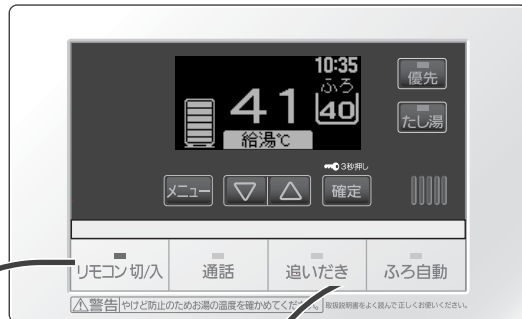 10:35
優先
ふろ
41
40
たし湯
給湯℃
3秒押し
メニュー
確定
リモコン切/入
通話
追いだき
ふろ自動
警告 やけど防止のためお湯の温度を確かめてください。 取扱説明書をよく読んで正しくお使いください。